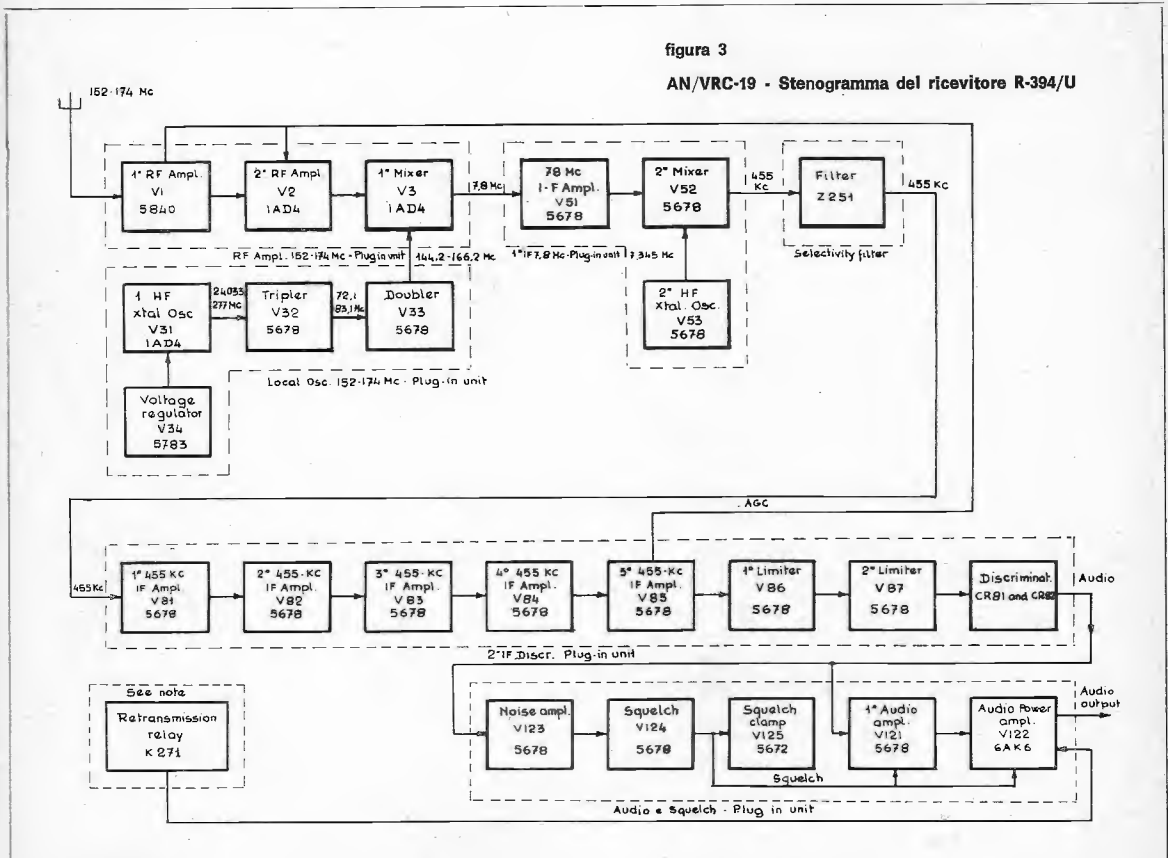 figura 3
AN/VRC-19 - Stenogramma del ricevitore R-394/U
152-174 Mc
1° RF Ampl.
V1
5840
2° RF Ampl
V2
1AD4
1° Mixer
V3
1AD4
7,8 Mc
78 Mc
I-F Ampl.
V51
5678
2° Mixer
V52
5678
455
Kc
Filter
Z251
455 Kc
RF Ampl. 152-174 Mc - Plug in unit
144,2-166,2 Mc
1° IF 7,8 Mc - Plug-in unit
7,345 Mc
Selectivity filter
1 HF
xtal Osc
V31
1AD4
24033
277 Mc
Tripler
V32
5678
72,1
83,1 Mc
Doubler
V33
5678
2° HF
Xtal. Osc.
V53
5678
Local Osc. 152-174 Mc - Plug-in unit
Voltage
regulator
V34
5783
AGC
455Kc
1° 455 KC
IF Ampl.
V81
5678
2° 455-KC
IF Ampl.
V82
5678
3° 455-KC
IF Ampl.
V83
5678
4° 455 KC
IF Ampl.
V84
5678
5° 455-KC
IF Ampl.
V85
5678
1° Limiter
V86
5678
2° Limiter
V87
5678
Discriminat.
CR81 and CR82
Audio
2° IF Discr. Plug-in unit
See note
Retransmission
relay
K 271
Noise ampl.
V123
5678
Squelch
V124
5678
Squelch
clamp
V125
5672
1° Audio
ampl.
V121
5678
Audio Power
ampl.
V122
6AK6
Audio
output
Squelch
Audio e Squelch - Plug in unit